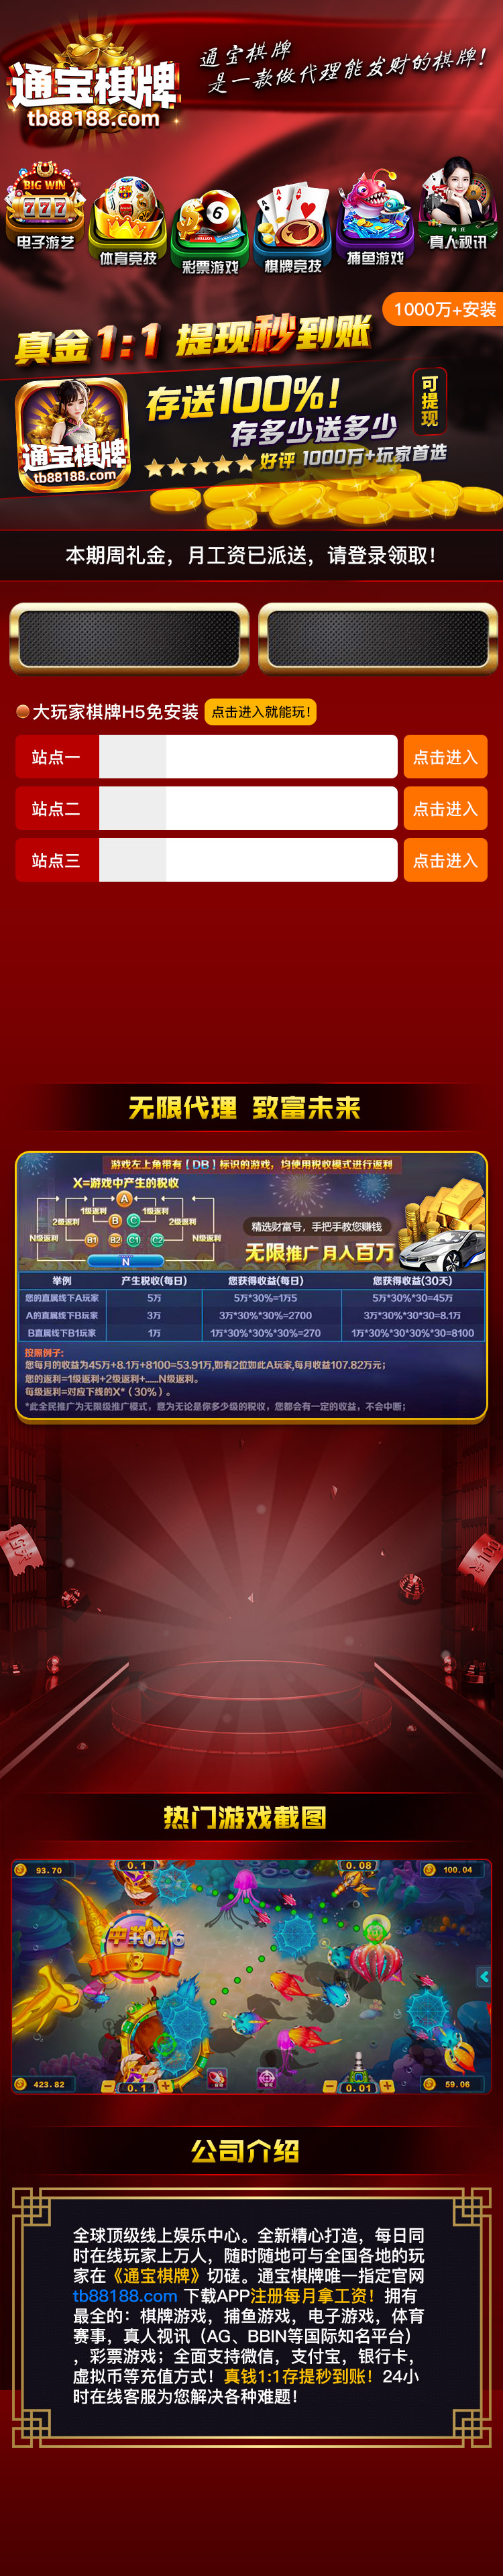 通宝棋牌
tb88188.com
通宝棋牌
是一款做代理能发财的棋牌!
BIG WIN
777
电子游艺
体育竞技
6
彩票游戏
棋牌竞技
捕鱼游戏
真人视讯
1000万+安装
真金1:1 提现秒到账
存送100%!
存多少送多少
可提现
通宝棋牌
tb88188.com
好评 1000万+玩家首选
本期周礼金，月工资已派送，请登录领取!
大玩家棋牌H5免安装 点击进入就能玩!
站点一 点击进入
站点二 点击进入
站点三 点击进入
无限代理 致富未来
游戏左上角带有【DB】标识的游戏，均使用税收模式进行返利
X=游戏中产生的税收
A
1级返利 1级返利
2级返利 B C 2级返利
N级返利 B1 B2 C1 C2 N级返利
N
精选财富号，手把手教您赚钱
无限推广月入百万
举例 产生税收(每日) 您获得收益(每日) 您获得收益(30天)
您的直属线下A玩家 5万 5万*30%=1万5 5万*30%*30=45万
A的直属线下B玩家 3万 3万*30%*30%=2700 3万*30%*30*30=8.1万
B直属线下B1玩家 1万 1万*30%*30%*30%=270 1万*30%*30*30%*30=8100
投照例子:
您每月的收益为45万+8.1万+8100=53.91万,如有2位如此A玩家,每月收益107.82万元;
您的返利=1级返利+2级返利+......N级返利。
每级返利=对应下线的X*（30%）。
*此全民推广为无限级推广模式，意为无论是你多少级的税收，您都会有一定的收益，不会中断;
热门游戏截图
93.70
0.1
0.08
100.04
423.82
0.1
0.01
59.06
公司介绍
全球顶级线上娱乐中心。全新精心打造，每日同
时在线玩家上万人，随时随地可与全国各地的玩
家在《通宝棋牌》切磋。通宝棋牌唯一指定官网
tb88188.com 下载APP注册每月拿工资！拥有
最全的：棋牌游戏，捕鱼游戏，电子游戏，体育
赛事，真人视讯（AG、BBIN等国际知名平台）
，彩票游戏；全面支持微信，支付宝，银行卡，
虚拟币等充值方式！真钱1:1存提秒到账！24小
时在线客服为您解决各种难题！